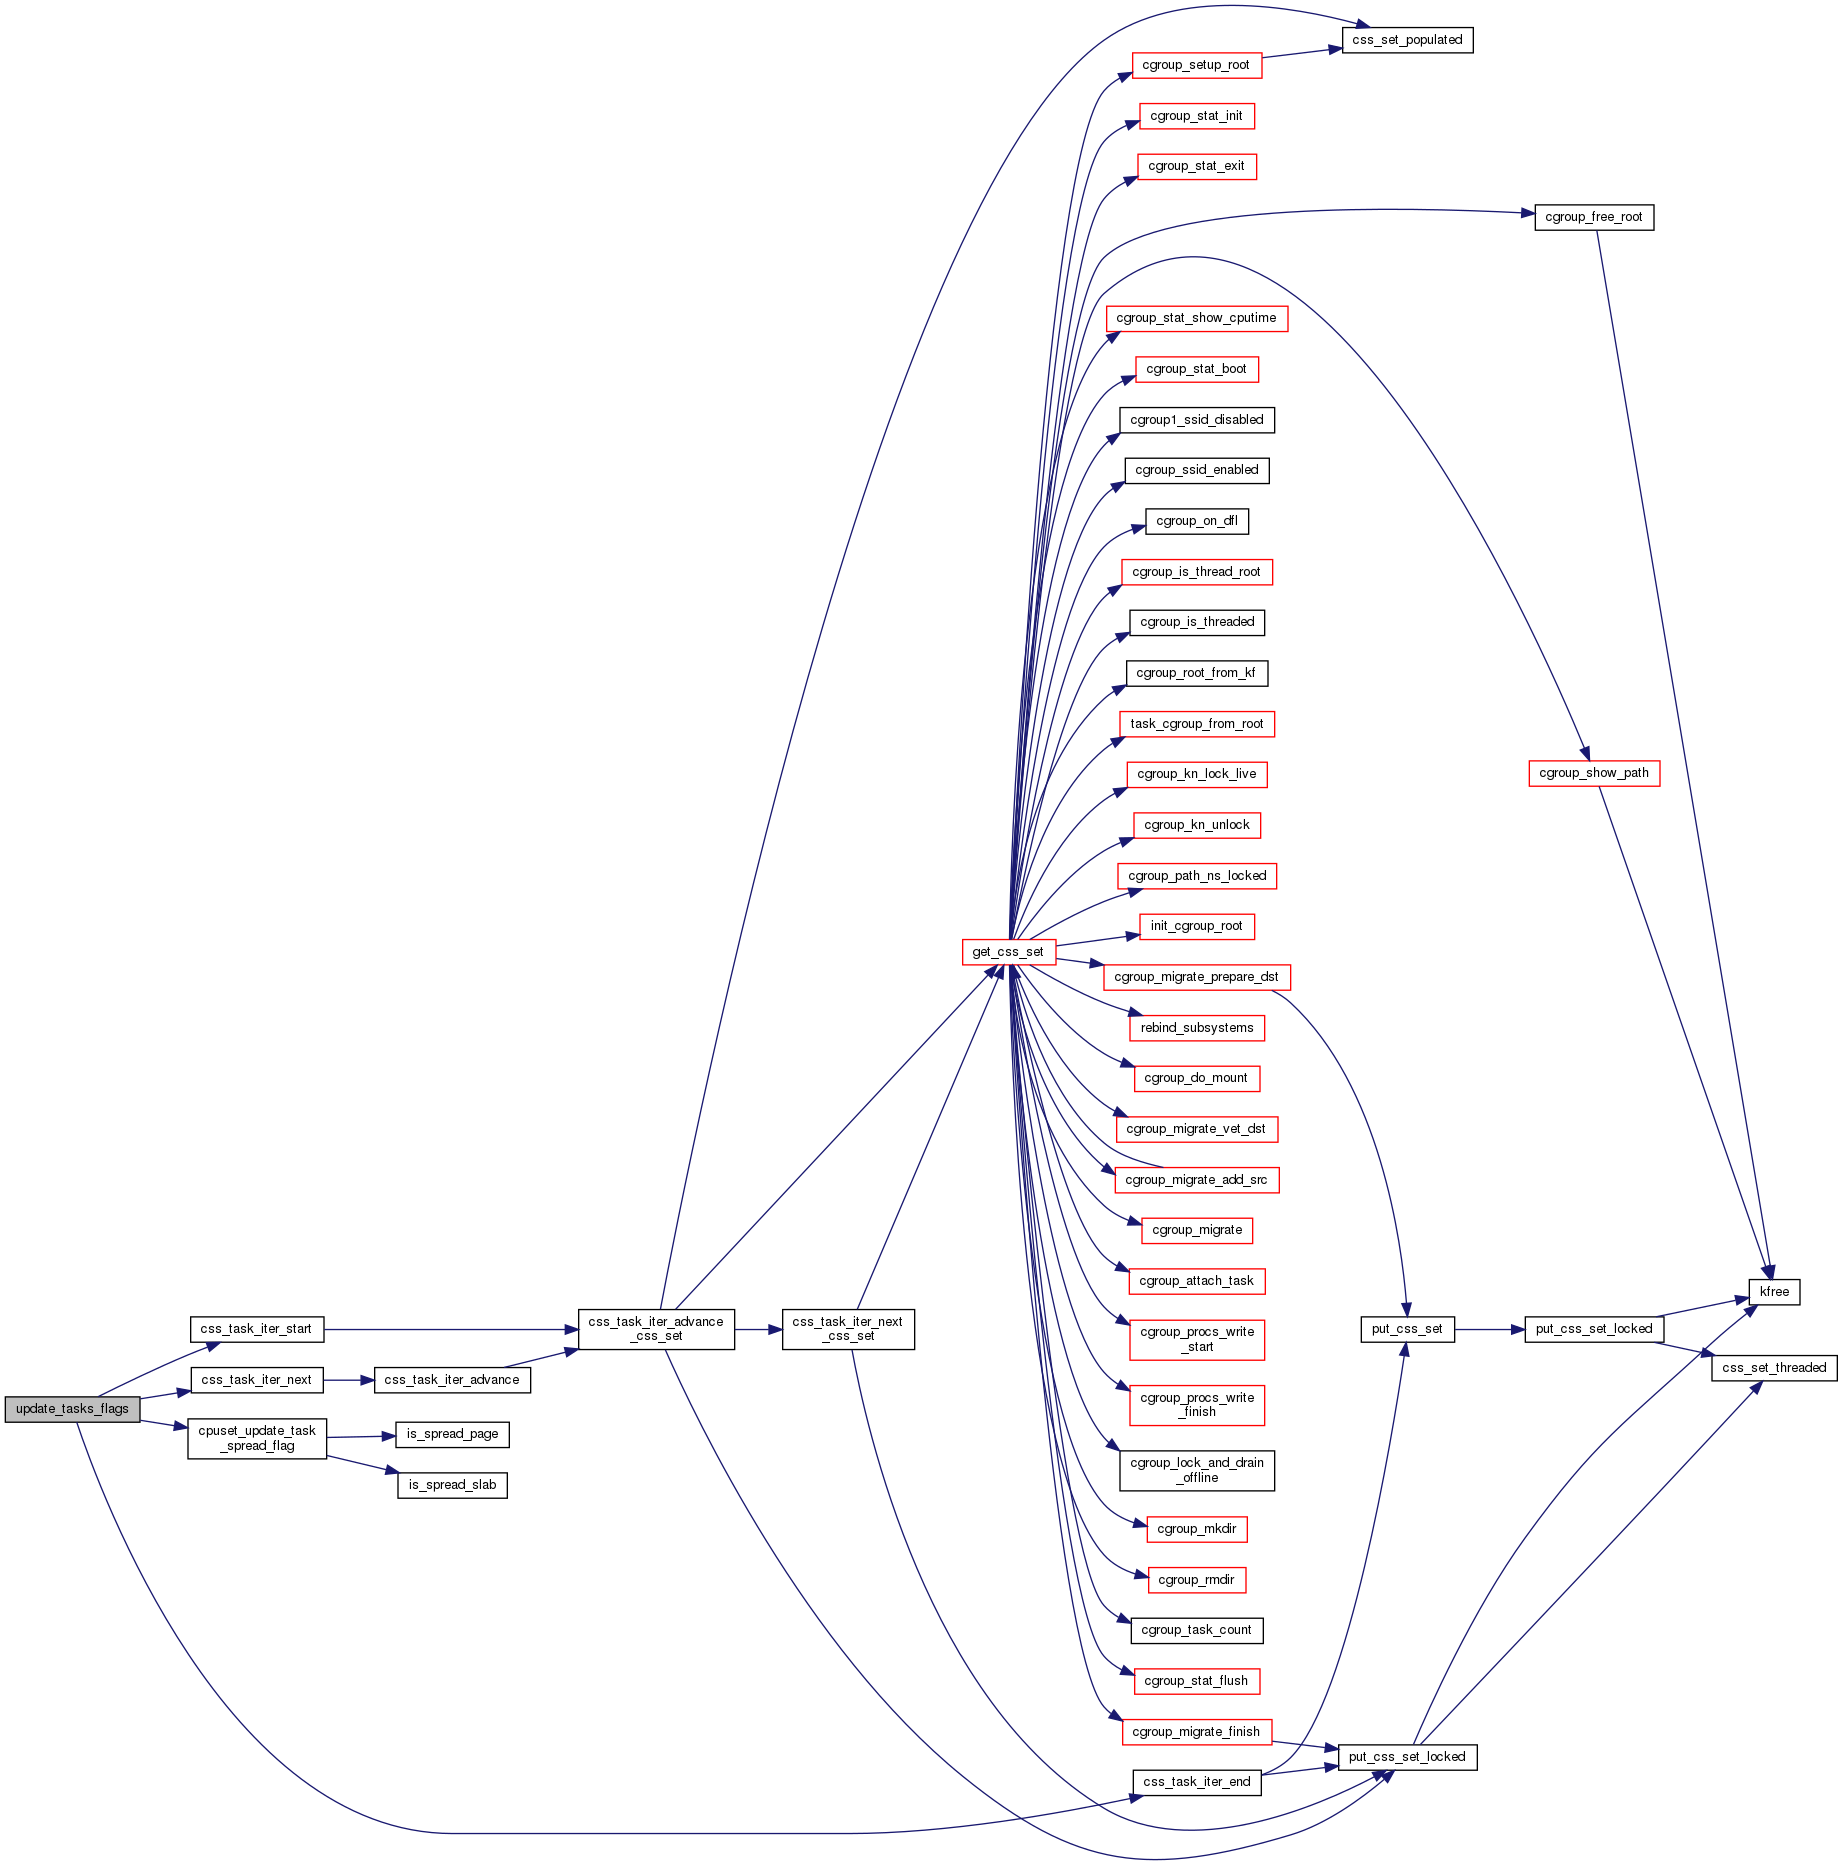 css_set_populated
cgroup_setup_root
cgroup_stat_init
cgroup_stat_exit
cgroup_free_root
cgroup_stat_show_cputime
cgroup_stat_boot
cgroup1_ssid_disabled
cgroup_ssid_enabled
cgroup_on_dfl
cgroup_is_thread_root
cgroup_is_threaded
cgroup_root_from_kf
task_cgroup_from_root
cgroup_kn_lock_live
cgroup_show_path
cgroup_kn_unlock
cgroup_path_ns_locked
init_cgroup_root
get_css_set
cgroup_migrate_prepare_dst
rebind_subsystems
cgroup_do_mount
cgroup_migrate_vet_dst
cgroup_migrate_add_src
cgroup_migrate
cgroup_attach_task
kfree
css_task_iter_start
css_task_iter_advance
_css_set
css_task_iter_next
_css_set
cgroup_procs_write
_start
put_css_set
put_css_set_locked
css_set_threaded
css_task_iter_next
css_task_iter_advance
update_tasks_flags
cgroup_procs_write
_finish
cpuset_update_task
_spread_flag
is_spread_page
is_spread_slab
cgroup_lock_and_drain
_offline
cgroup_mkdir
cgroup_rmdir
cgroup_task_count
cgroup_stat_flush
cgroup_migrate_finish
put_css_set_locked
css_task_iter_end